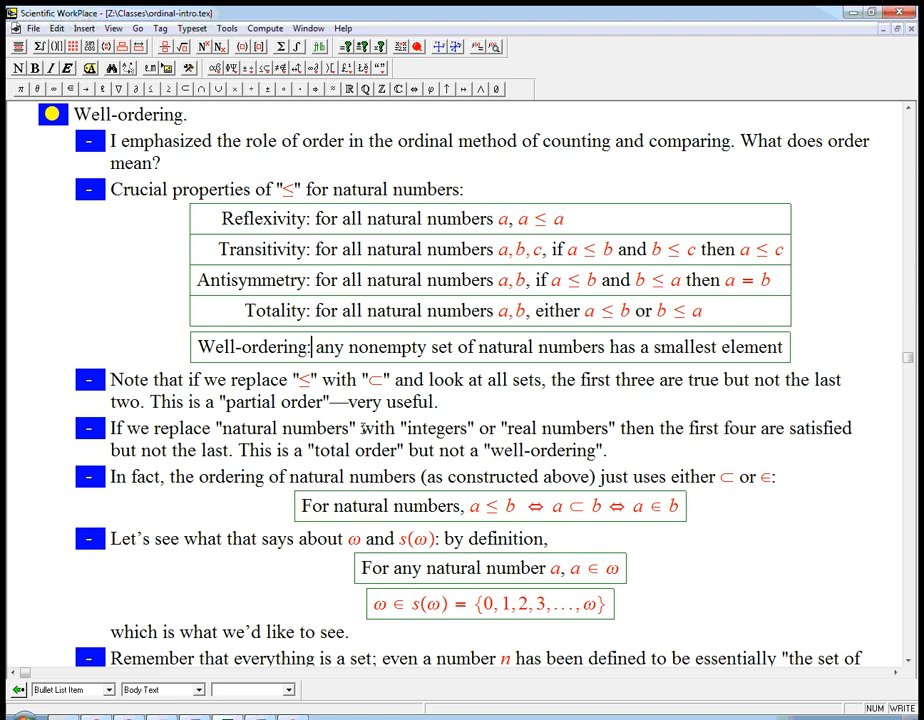 Scientific WorkPlace - [Z:\Classes\ordinal-intro.tex]
File Edit Insert View Go Tag Typeset Tools Compute Window Help
Well-ordering.
- I emphasized the role of order in the ordinal method of counting and comparing. What does order
mean?
- Crucial properties of "≤" for natural numbers:
Reflexivity: for all natural numbers a, a ≤ a
Transitivity: for all natural numbers a,b,c, if a ≤ b and b ≤ c then a ≤ c
Antisymmetry: for all natural numbers a,b, if a ≤ b and b ≤ a then a = b
Totality: for all natural numbers a,b, either a ≤ b or b ≤ a
Well-ordering: any nonempty set of natural numbers has a smallest element
- Note that if we replace "≤" with "⊂" and look at all sets, the first three are true but not the last
two. This is a "partial order"—very useful.
- If we replace "natural numbers" with "integers" or "real numbers" then the first four are satisfied
but not the last. This is a "total order" but not a "well-ordering".
- In fact, the ordering of natural numbers (as constructed above) just uses either ⊂ or ∈:
For natural numbers, a ≤ b ⇔ a ⊂ b ⇔ a ∈ b
- Let's see what that says about ω and s(ω): by definition,
For any natural number a, a ∈ ω
ω ∈ s(ω) = {0,1,2,3,…,ω}
which is what we'd like to see.
- Remember that everything is a set; even a number n has been defined to be essentially "the set of
Bullet List Item Body Text
NUM WRITE